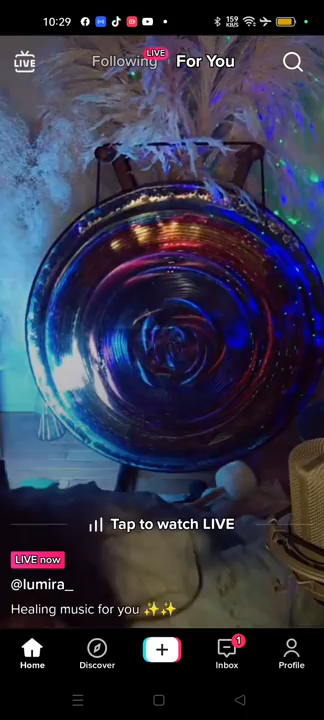 10:29
159
KB/S
LIVE
Following
LIVE
For You
Tap to watch LIVE
LIVE now
@lumira_
Healing music for you ✨✨
1
Home
Discover
Inbox
Profile